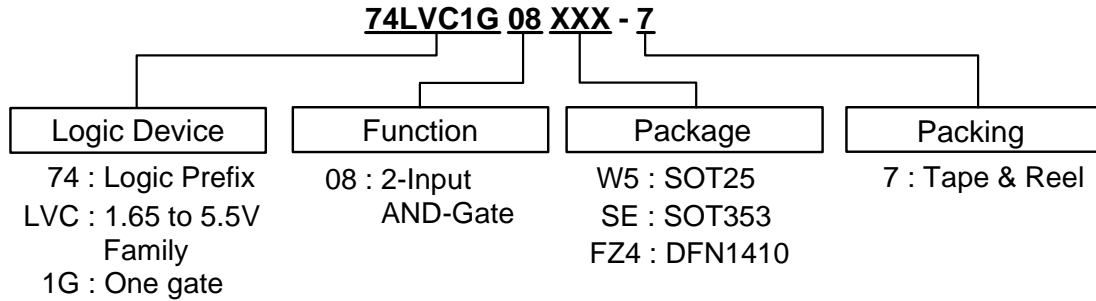 74LVC1G 08 XXX - 7
Logic Device
74 : Logic Prefix
LVC : 1.65 to 5.5V
Family
1G : One gate
Function
08 : 2-Input
AND-Gate
Package
W5 : SOT25
SE : SOT353
FZ4 : DFN1410
Packing
7 : Tape & Reel